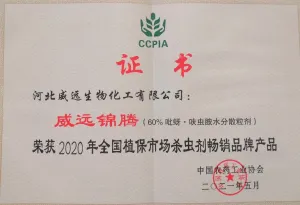 CCPIA
证书
河北威远生物化工有限公司：
威远锦腾（60%吡蚜·呋虫胺水分散粒剂）
荣获2020年全国植保市场杀虫剂畅销品牌产品
中国农药工业协会
二〇二一年五月